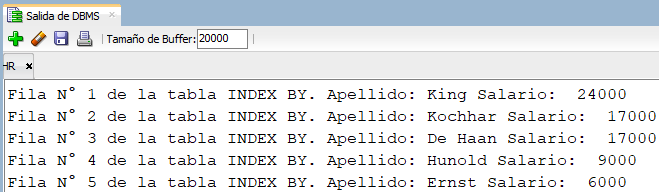 Salida de DBMS
Tamaño de Buffer: 20000
HR
Fila N° 1 de la tabla INDEX BY. Apellido: King Salario:  24000
Fila N° 2 de la tabla INDEX BY. Apellido: Kochhar Salario:  17000
Fila N° 3 de la tabla INDEX BY. Apellido: De Haan Salario:  17000
Fila N° 4 de la tabla INDEX BY. Apellido: Hunold Salario:  9000
Fila N° 5 de la tabla INDEX BY. Apellido: Ernst Salario:  6000